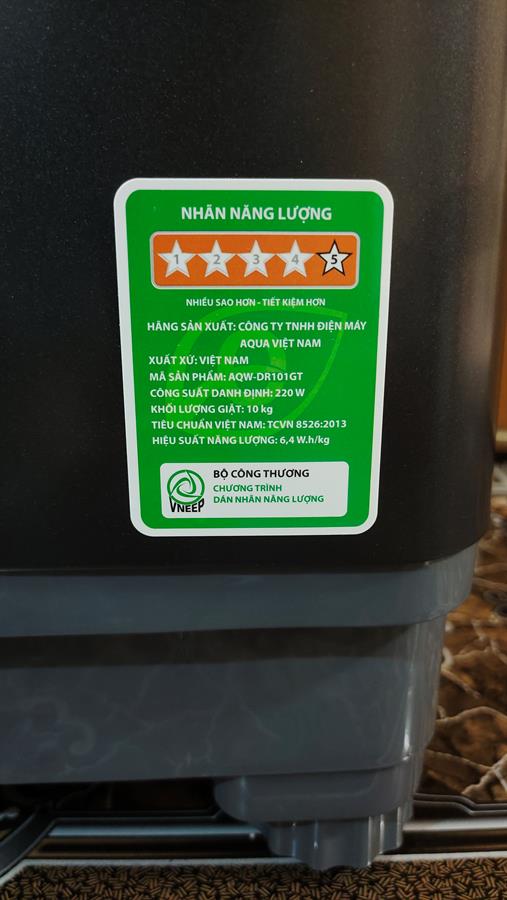 NHÃN NĂNG LƯỢNG
1 2 3 4 5
NHIỀU SAO HƠN - TIẾT KIỆM HƠN
HÃNG SẢN XUẤT: CÔNG TY TNHH ĐIỆN MÁY
AQUA VIỆT NAM
XUẤT XỨ: VIỆT NAM
MÃ SẢN PHẨM: AQW-DR101GT
CÔNG SUẤT DANH ĐỊNH: 220 W
KHỐI LƯỢNG GIẶT: 10 kg
TIÊU CHUẨN VIỆT NAM: TCVN 8526:2013
HIỆU SUẤT NĂNG LƯỢNG: 6,4 W.h/kg
BỘ CÔNG THƯƠNG
CHƯƠNG TRÌNH
DÁN NHÃN NĂNG LƯỢNG
VNEEP